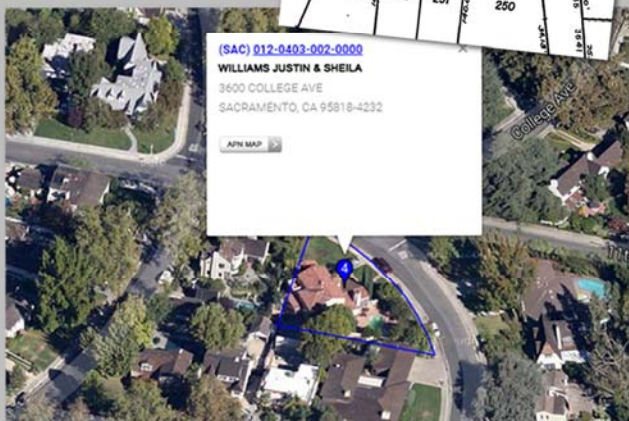 251
250
(SAC) 012-0403-002-0000
WILLIAMS JUSTIN & SHEILA
3600 COLLEGE AVE
SACRAMENTO, CA 95818-4232
APN MAP
College Ave
4